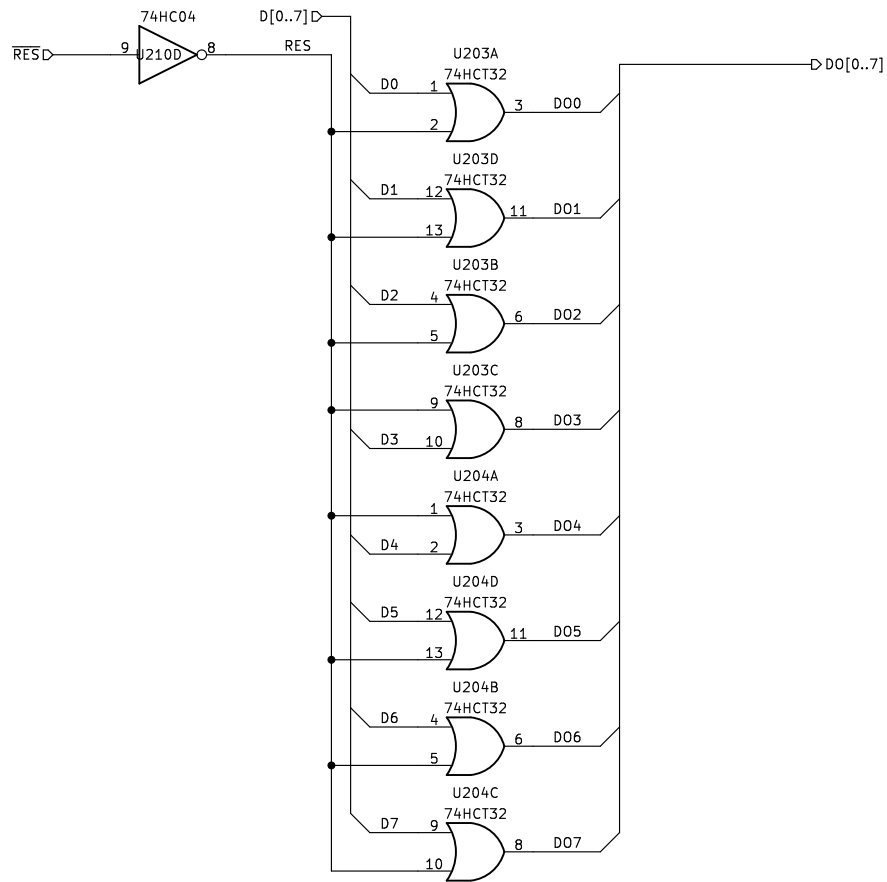 74HC04
D[0..7]
R̅E̅S̅ 9 U210D 8 RES
U203A
74HCT32
DO[0..7]
D0 1
3 DO0
2
U203D
74HCT32
D1 12
11 DO1
13
U203B
74HCT32
D2 4
6 DO2
5
U203C
74HCT32
9
8 DO3
D3 10
U204A
74HCT32
1
3 DO4
D4 2
U204D
74HCT32
D5 12
11 DO5
13
U204B
74HCT32
D6 4
6 DO6
5
U204C
74HCT32
D7 9
8 DO7
10